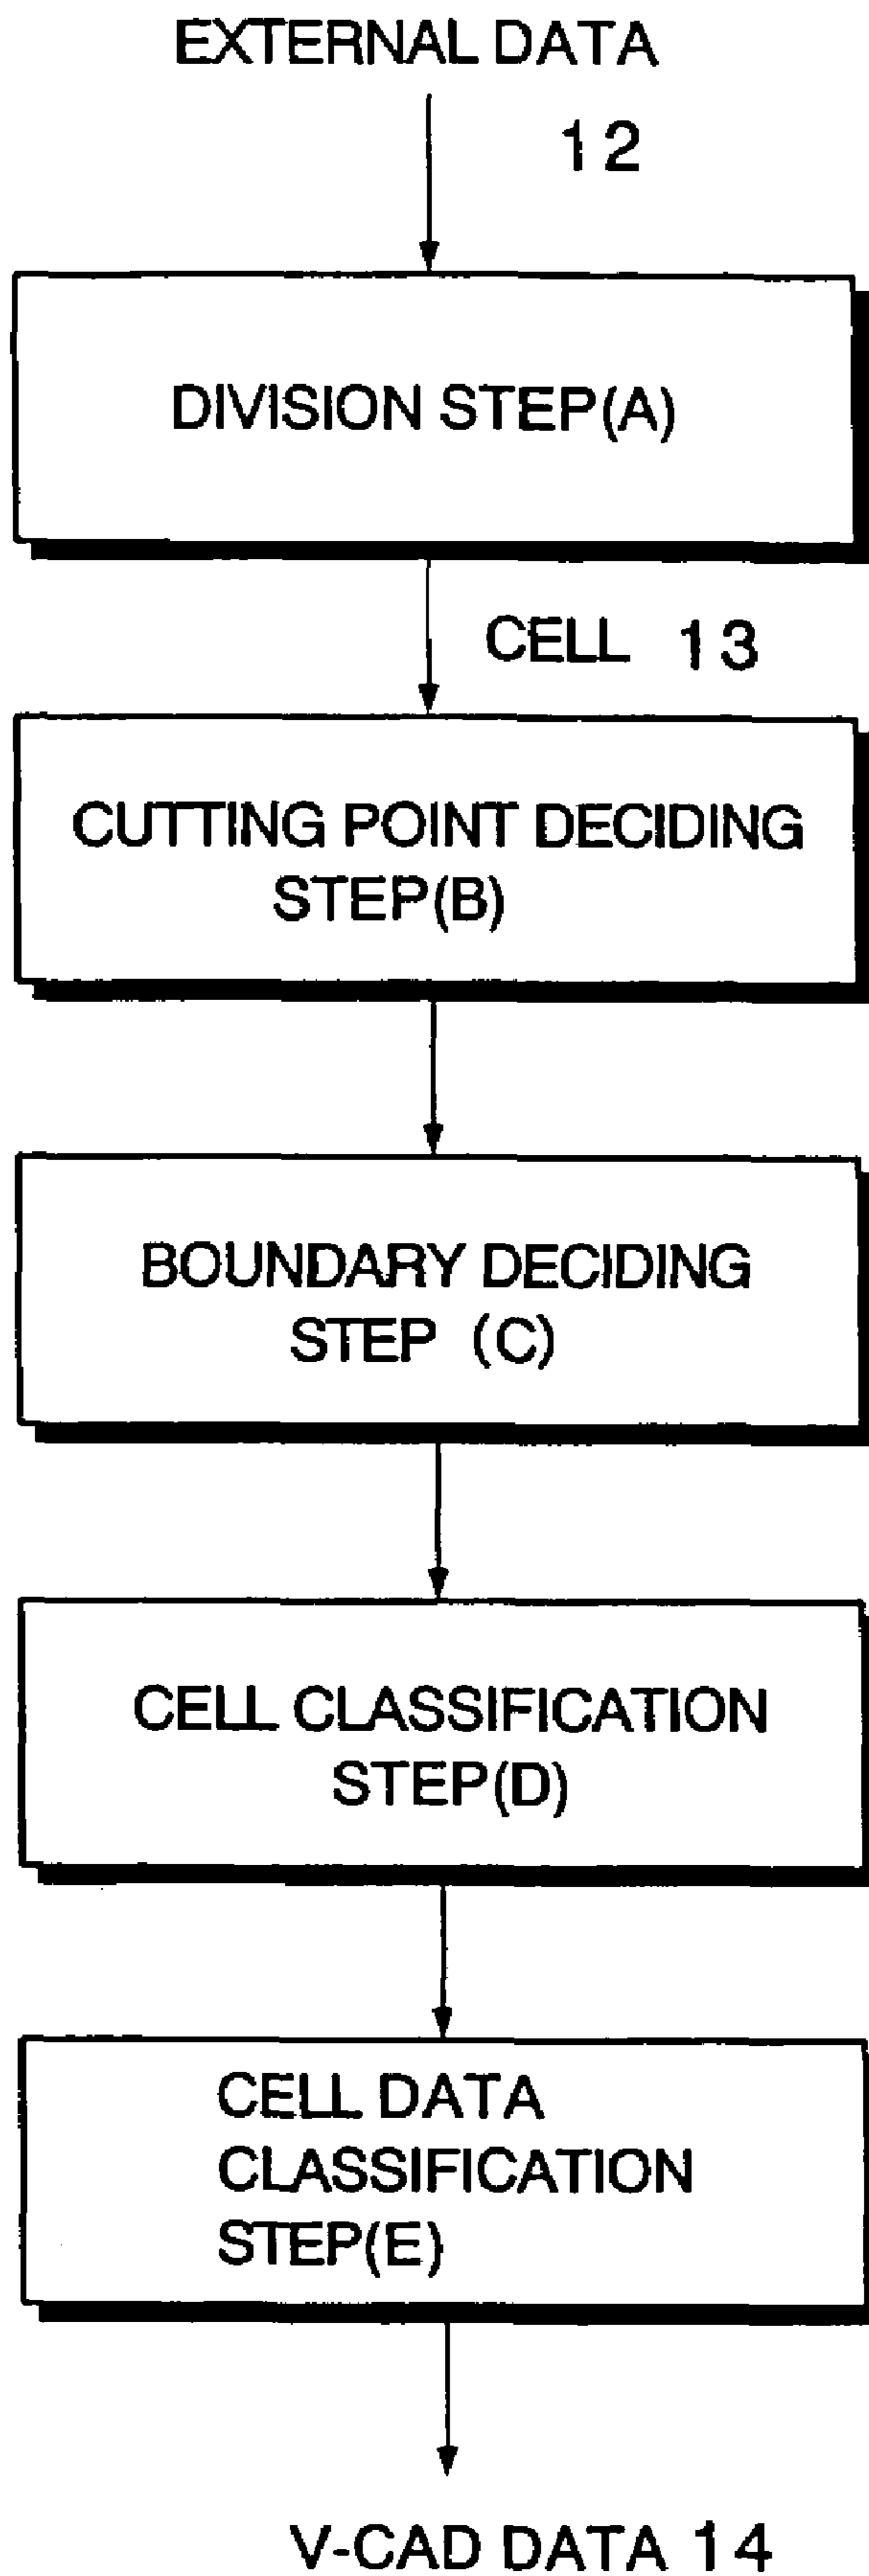 EXTERNAL DATA
12
DIVISION STEP(A)
CELL 13
CUTTING POINT DECIDING
STEP(B)
BOUNDARY DECIDING
STEP (C)
CELL CLASSIFICATION
STEP(D)
CELL DATA
CLASSIFICATION
STEP(E)
V-CAD DATA 14